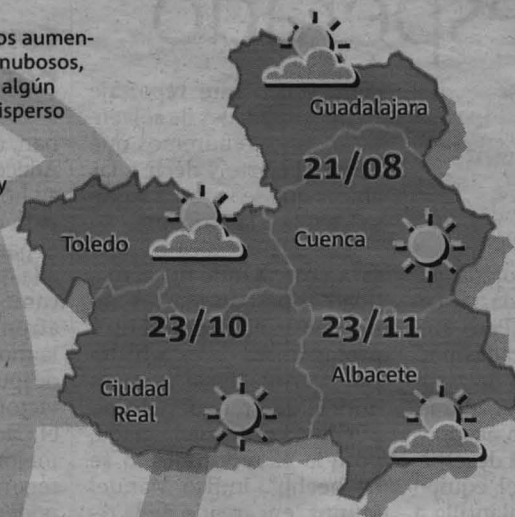 os aumen-
nubosos,
algún
isperso
y
Guadalajara
21/08
Toledo
Cuenca
23/10
23/11
Albacete
Ciudad
Real